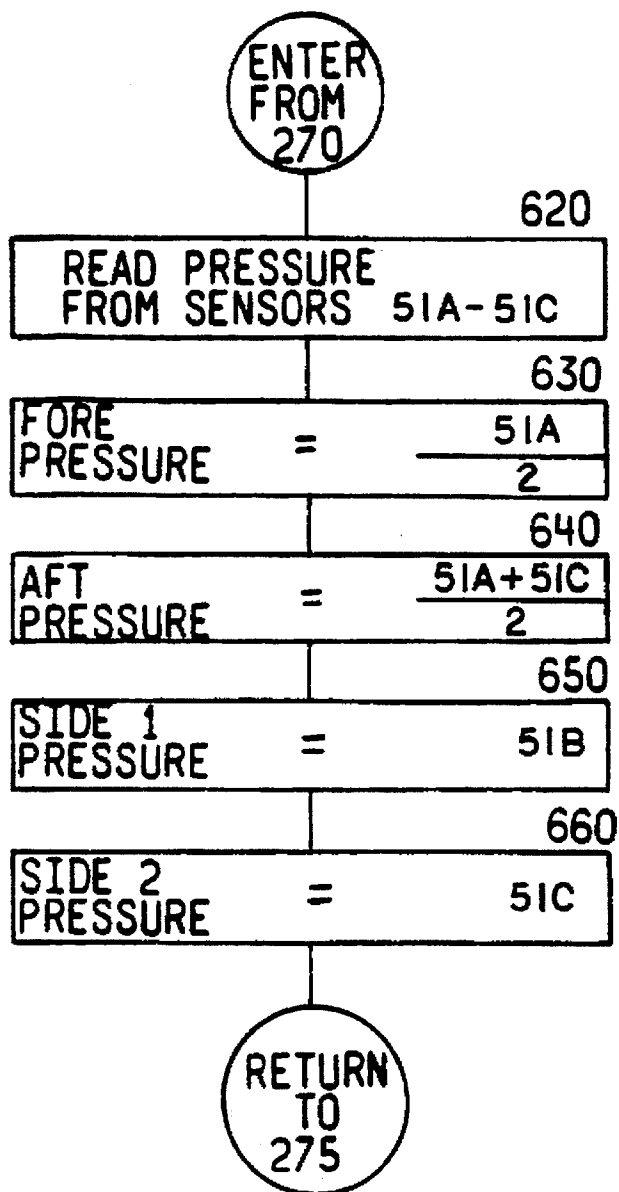 ENTER
FROM
270
620
READ PRESSURE
FROM SENSORS 51A-51C
630
FORE
PRESSURE = 51A
2
640
AFT
PRESSURE = 51A+51C
2
650
SIDE 1
PRESSURE = 51B
660
SIDE 2
PRESSURE = 51C
RETURN
TO
275